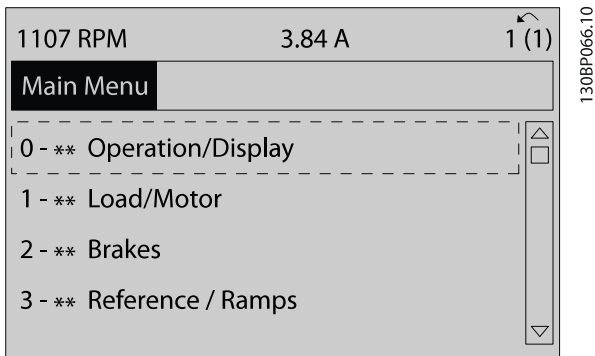 1107 RPM 3.84 A 1 (1)
Main Menu
0 - ** Operation/Display
1 - ** Load/Motor
2 - ** Brakes
3 - ** Reference / Ramps
130BP066.10